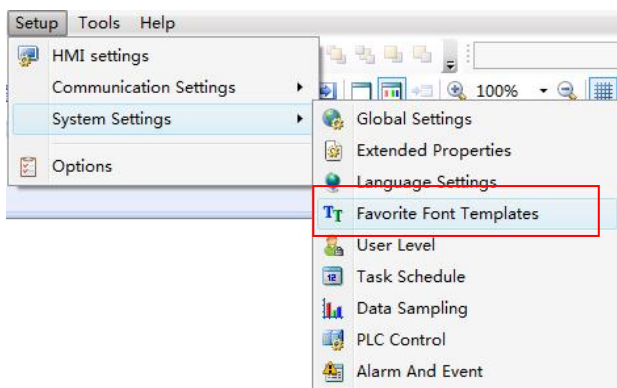 Setup Tools Help
HMI settings
Communication Settings
100%
System Settings
Global Settings
Extended Properties
Options
Language Settings
Favorite Font Templates
User Level
12 Task Schedule
Data Sampling
PLC Control
Alarm And Event